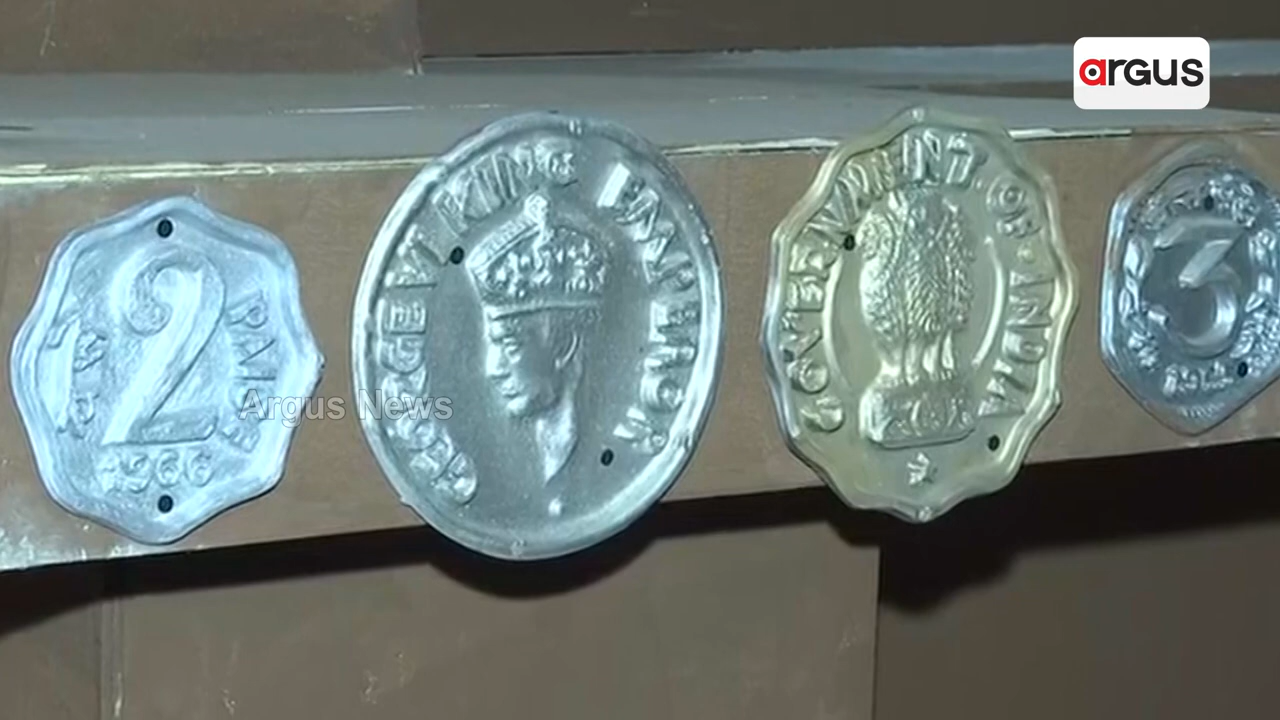 argus
2
PAISE
1966
GEORGE VI KING EMPEROR
GOVERNMENT OF INDIA
3
Argus News